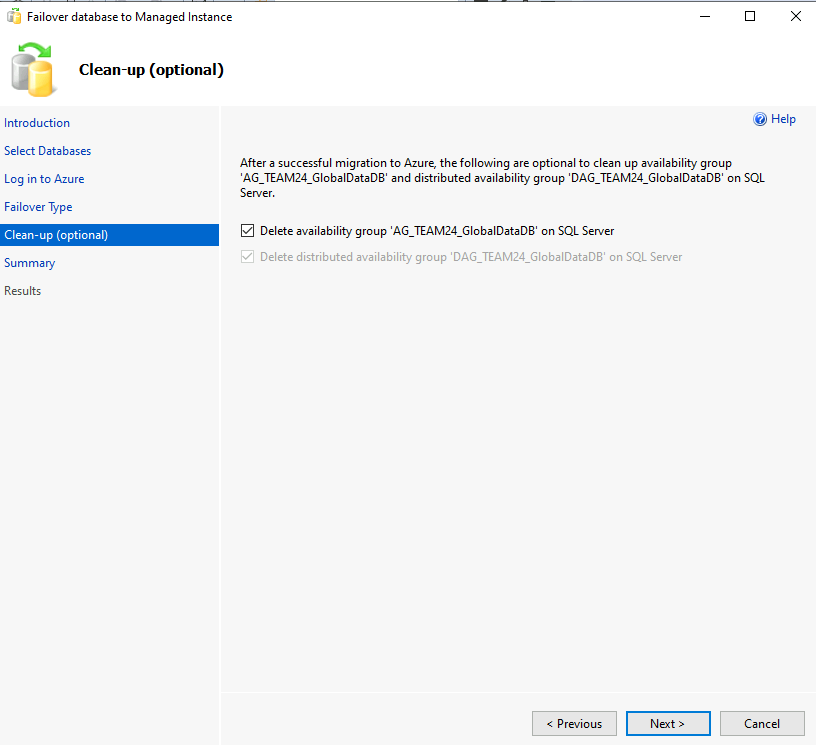 Failover database to Managed Instance
Clean-up (optional)
Introduction
Select Databases
Log in to Azure
Failover Type
Clean-up (optional)
Summary
Results
Help
After a successful migration to Azure, the following are optional to clean up availability group
'AG_TEAM24_GlobalDataDB' and distributed availability group 'DAG_TEAM24_GlobalDataDB' on SQL
Server.
Delete availability group 'AG_TEAM24_GlobalDataDB' on SQL Server
Delete distributed availability group 'DAG_TEAM24_GlobalDataDB' on SQL Server
< Previous
Next >
Cancel